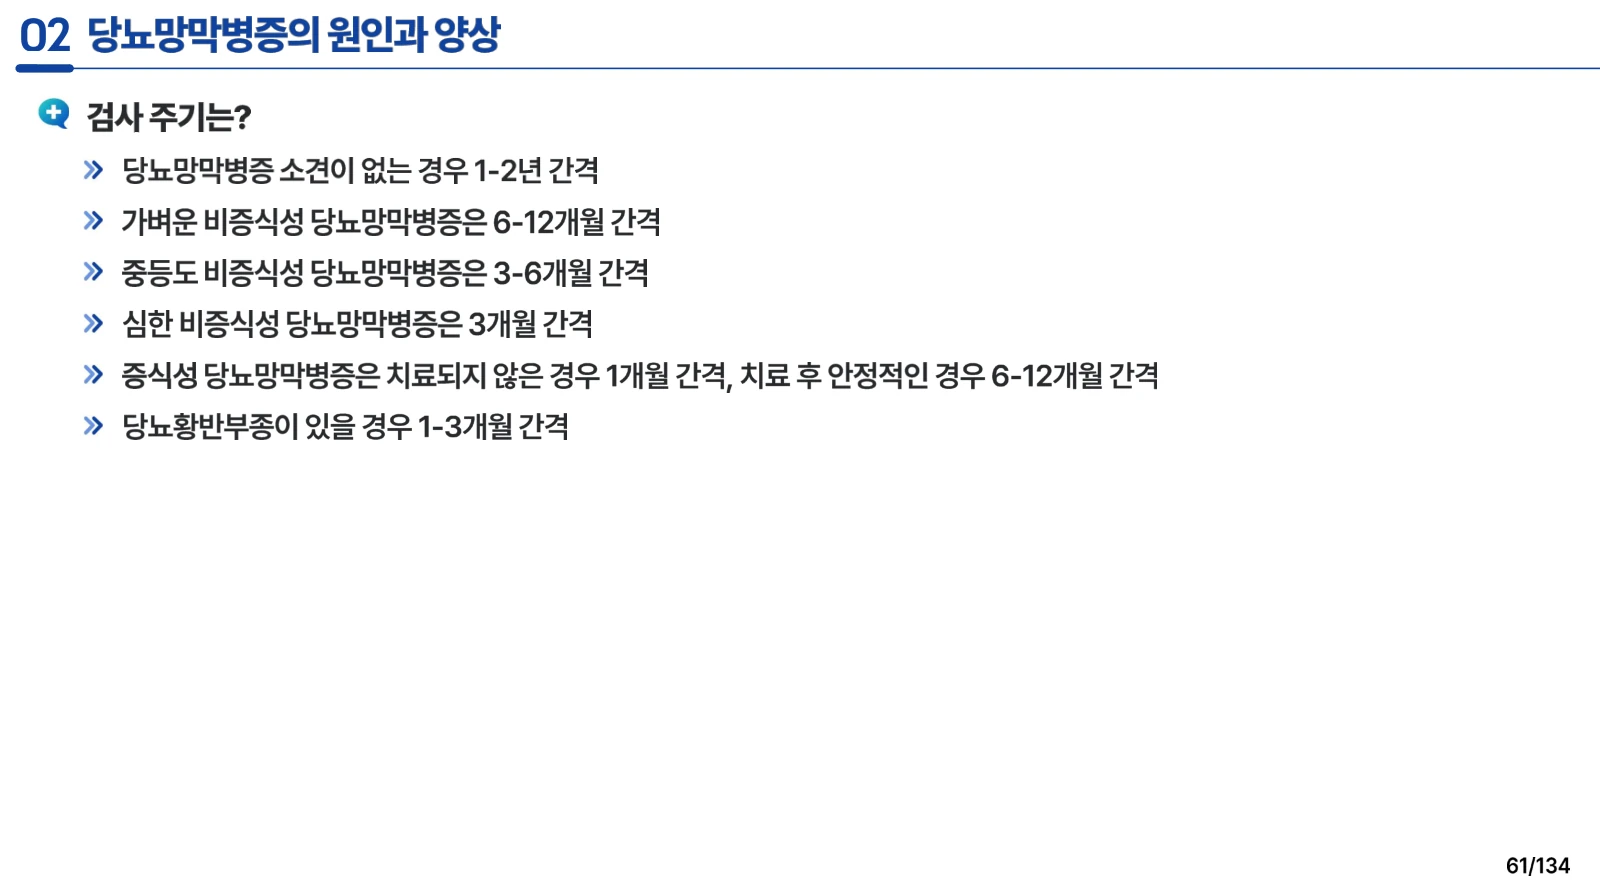 02 당뇨망막병증의 원인과 양상
검사 주기는?
당뇨망막병증 소견이 없는 경우 1-2년 간격
가벼운 비증식성 당뇨망막병증은 6-12개월 간격
중등도 비증식성 당뇨망막병증은 3-6개월 간격
심한 비증식성 당뇨망막병증은 3개월 간격
증식성 당뇨망막병증은 치료되지 않은 경우 1개월 간격, 치료 후 안정적인 경우 6-12개월 간격
당뇨황반부종이 있을 경우 1-3개월 간격
61/134